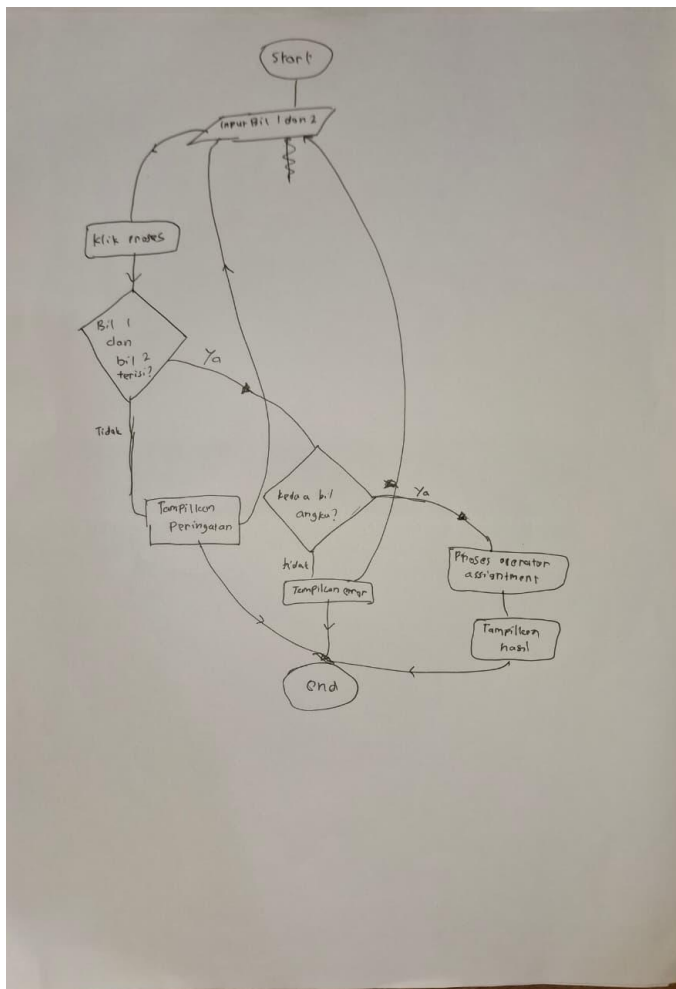 Start
Input Bil 1 dan 2
Klik proses
Bil 1
dan
bil 2
terisi?
Ya
Tidak
Tampilkan
Peringatan
kedua bil
angka?
Ya
tidak
Tampilkan error
Proses operator
assigntment
Tampilkan
hasil
End